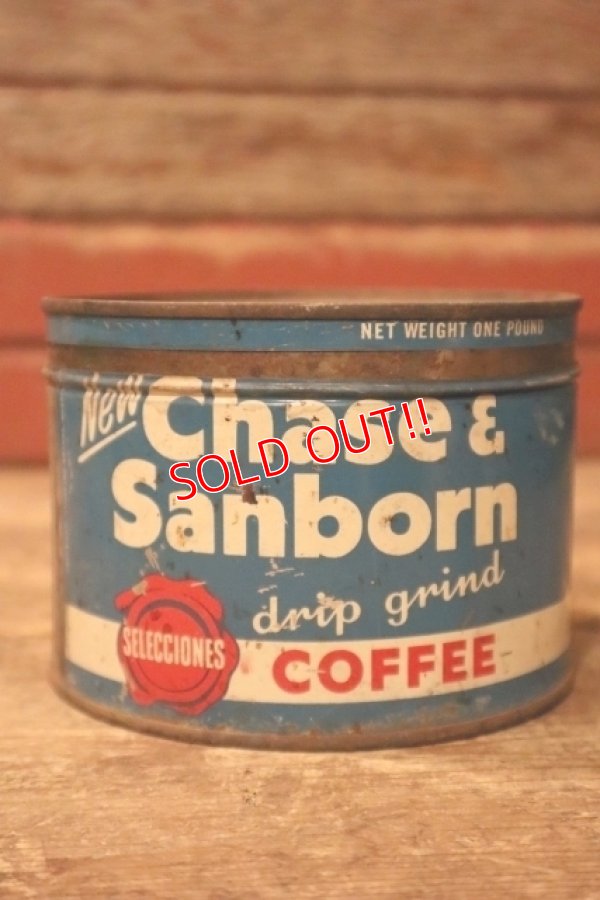 NET WEIGHT ONE POUND
New Chase &
Sanborn
SOLD OUT!!
drip grind
SELECCIONES
COFFEE